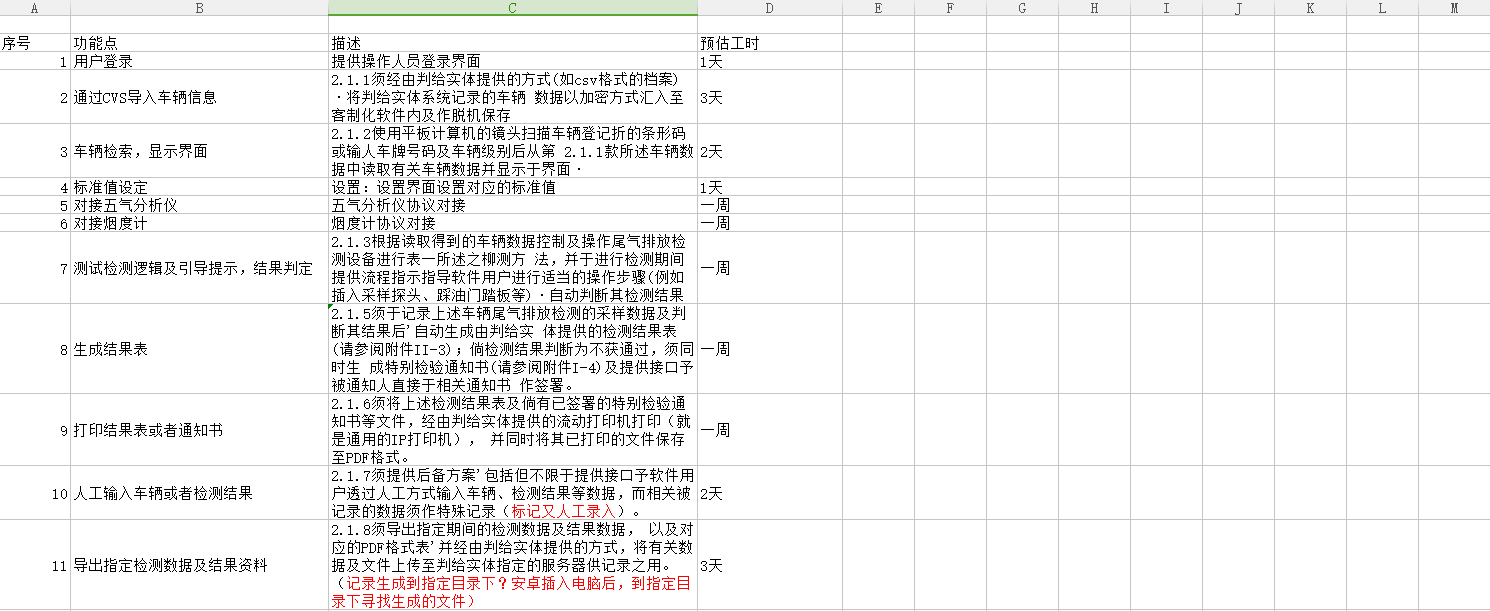 A B C D E F G H I J K L M
序号 功能点 描述 预估工时
1 用户登录 提供操作人员登录界面 1天
2.1.1须经由判给实体提供的方式(如csv格式的档案)
2 通过CVS导入车辆信息 ·将判给实体系统记录的车辆 数据以加密方式汇入至 3天
客制化软件内及作脱机保存
2.1.2使用平板计算机的镜头扫描车辆登记折的条形码
3 车辆检索，显示界面 或输人车牌号码及车辆级别后从第 2.1.1款所述车辆数 2天
据中读取有关车辆数据并显示于界面·
4 标准值设定 设置：设置界面设置对应的标准值 1天
5 对接五气分析仪 五气分析仪协议对接 一周
6 对接烟度计 烟度计协议对接 一周
2.1.3根据读取得到的车辆数据控制及操作尾气排放检
测设备进行表一所述之柳测方 法，并于进行检测期间
7 测试检测逻辑及引导提示，结果判定 提供流程指示指导软件用户进行适当的操作步骤(例如 一周
插入采样探头、踩油门踏板等)·自动判断其检测结果
2.1.5须于记录上述车辆尾气排放检测的采样数据及判
断其结果后'自动生成由判给实 体提供的检测结果表
8 生成结果表 (请参阅附件II-3)；倘检测结果判断为不获通过，须同 一周
时生 成特别检验通知书(请参阅附件I-4)及提供接口予
被通知人直接于相关通知书 作签署。
2.1.6须将上述检测结果表及倘有已签署的特别检验通
9 打印结果表或者通知书 知书等文件，经由判给实体提供的流动打印机打印（就 一周
是通用的IP打印机）， 并同时将其已打印的文件保存
至PDF格式。
2.1.7须提供后备方案'包括但不限于提供接口予软件用
10 人工输入车辆或者检测结果 户透过人工方式输入车辆、检测结果等数据，而相关被 2天
记录的数据须作特殊记录（标记又人工录入）。
2.1.8须导出指定期间的检测数据及结果数据， 以及对
应的PDF格式表'并经由判给实体提供的方式，将有关数
11 导出指定检测数据及结果资料 据及文件上传至判给实体指定的服务器供记录之用。 3天
（记录生成到指定目录下？安卓插入电脑后，到指定目
录下寻找生成的文件）